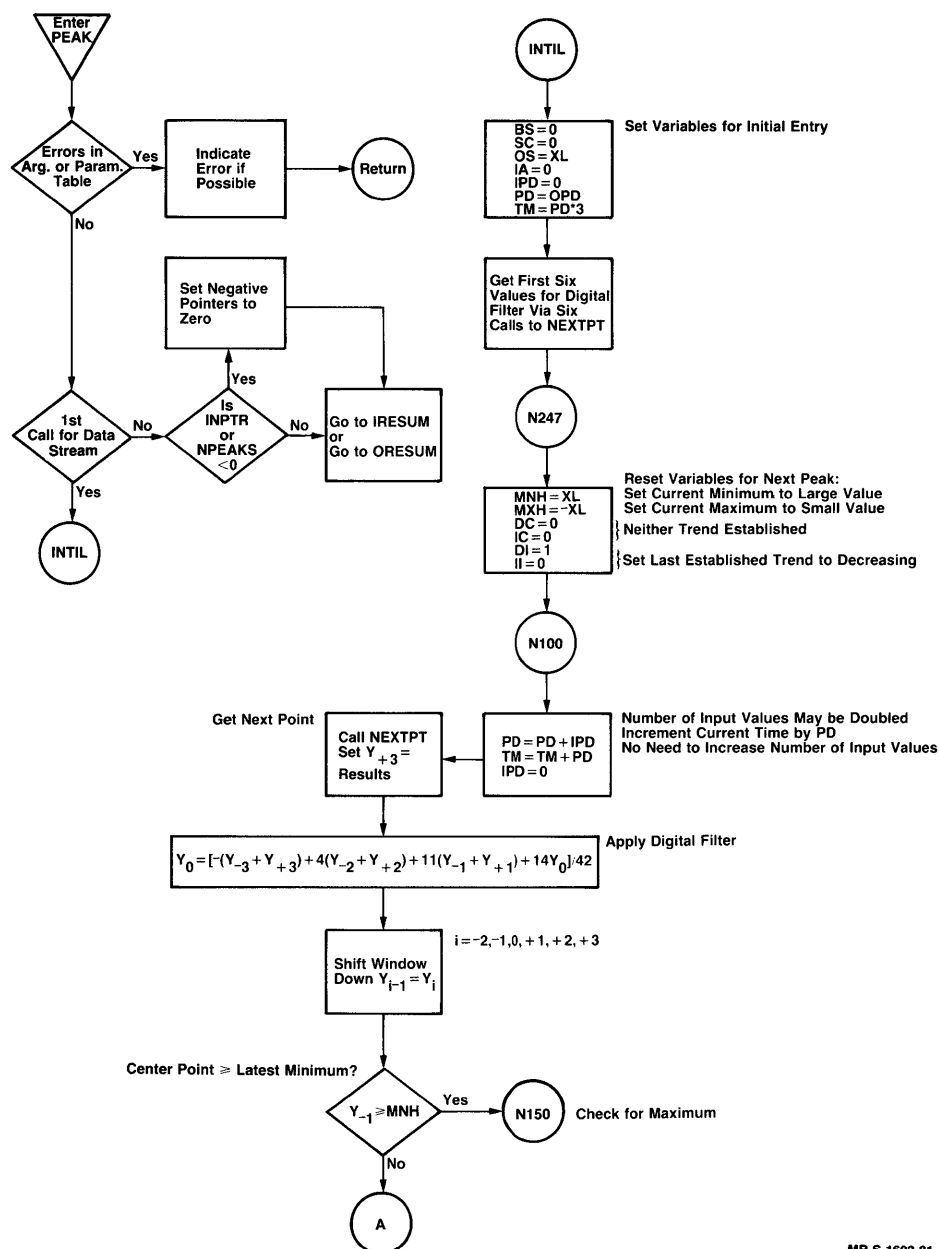 Enter
PEAK
Errors in
Arg. or Param.
Table
Yes
Indicate
Error if
Possible
Return
No
Set Negative
Pointers to
Zero
Yes
1st
Call for Data
Stream
No
Is
INPTR
or
NPEAKS
<0
No
Go to IRESUM
or
Go to ORESUM
Yes
INTIL
INTIL
BS = 0
SC = 0
OS = XL
IA = 0
IPD = 0
PD = OPD
TM = PD*3
Set Variables for Initial Entry
Get First Six
Values for Digital
Filter Via Six
Calls to NEXTPT
N247
MNH = XL
MXH = -XL
DC = 0
IC = 0
DI = 1
II = 0
Reset Variables for Next Peak:
Set Current Minimum to Large Value
Set Current Maximum to Small Value
} Neither Trend Established
} Set Last Established Trend to Decreasing
N100
PD = PD + IPD
TM = TM + PD
IPD = 0
Number of Input Values May be Doubled
Increment Current Time by PD
No Need to Increase Number of Input Values
Get Next Point
Call NEXTPT
Set Y+3 =
Results
Apply Digital Filter
Y0 = [-(Y-3 + Y+3) + 4(Y-2 + Y+2) + 11(Y-1 + Y+1) + 14Y0]/42
Shift Window
Down Yi-1 = Yi
i = -2, -1, 0, +1, +2, +3
Center Point ⩾ Latest Minimum?
Y-1 ⩾ MNH
Yes
N150
Check for Maximum
No
A
MR-S-1602-81